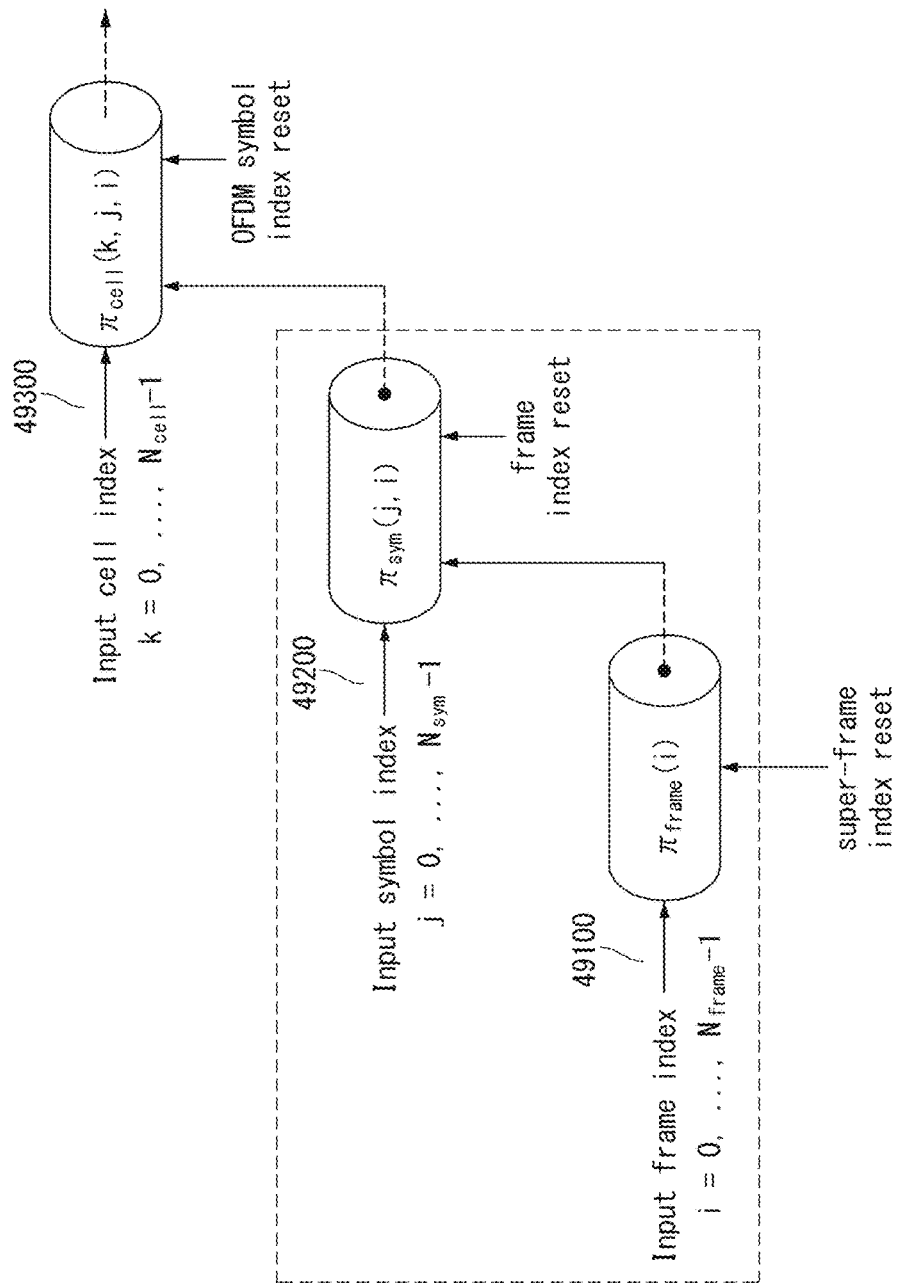 49300
Input cell index
k = 0, ...., N_cell-1
π_cell(k, j, i)
OFDM symbol
index reset
49200
Input symbol index
j = 0, ...., N_sym-1
π_sym(j, i)
frame
index reset
49100
Input frame index
i = 0, ...., N_frame-1
π_frame(i)
super-frame
index reset